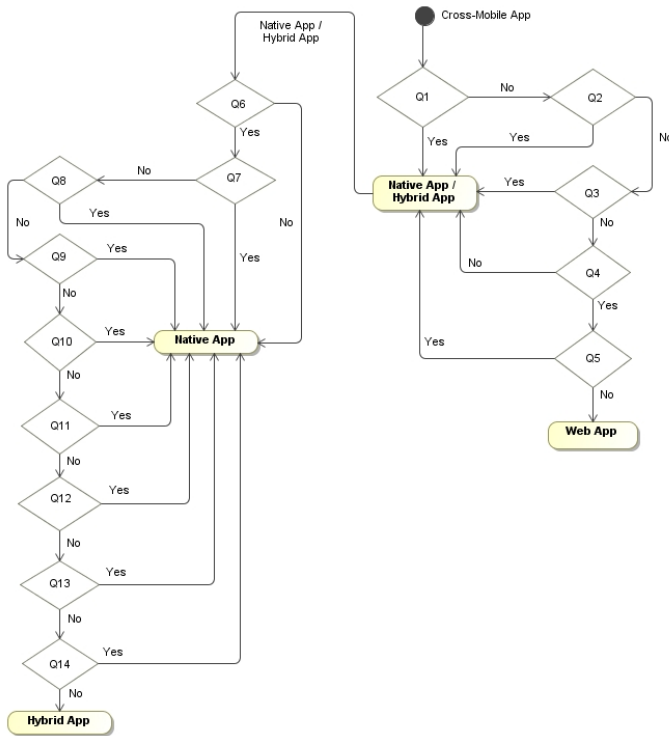 Cross-Mobile App
Native App /
Hybrid App
Q1
No
Q2
No
Yes
Yes
Native App /
Hybrid App
Yes
Q3
No
No
Q4
Yes
Yes
Q5
No
Web App
Q6
Yes
No
Q7
No
Yes
Q8
Yes
No
Q9
Yes
No
Q10
Yes
Native App
No
Q11
Yes
No
Q12
Yes
No
Q13
Yes
No
Q14
Yes
No
Hybrid App